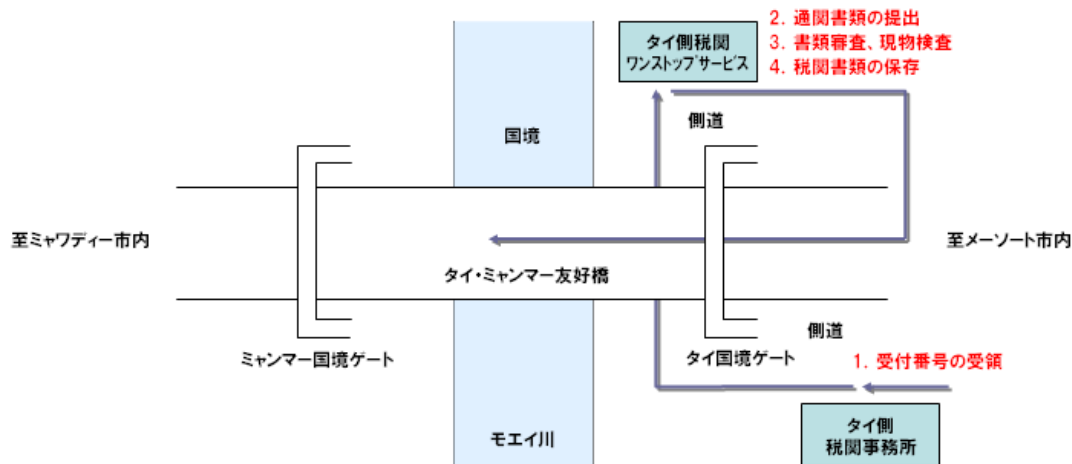 2. 通関書類の提出
3. 書類審査、現物検査
4. 税関書類の保存
タイ側税関
ワンストップサービス
側道
国境
至ミャワディー市内
至メーソート市内
タイ・ミャンマー友好橋
側道
ミャンマー国境ゲート
タイ国境ゲート
1. 受付番号の受領
モエイ川
タイ側
税関事務所